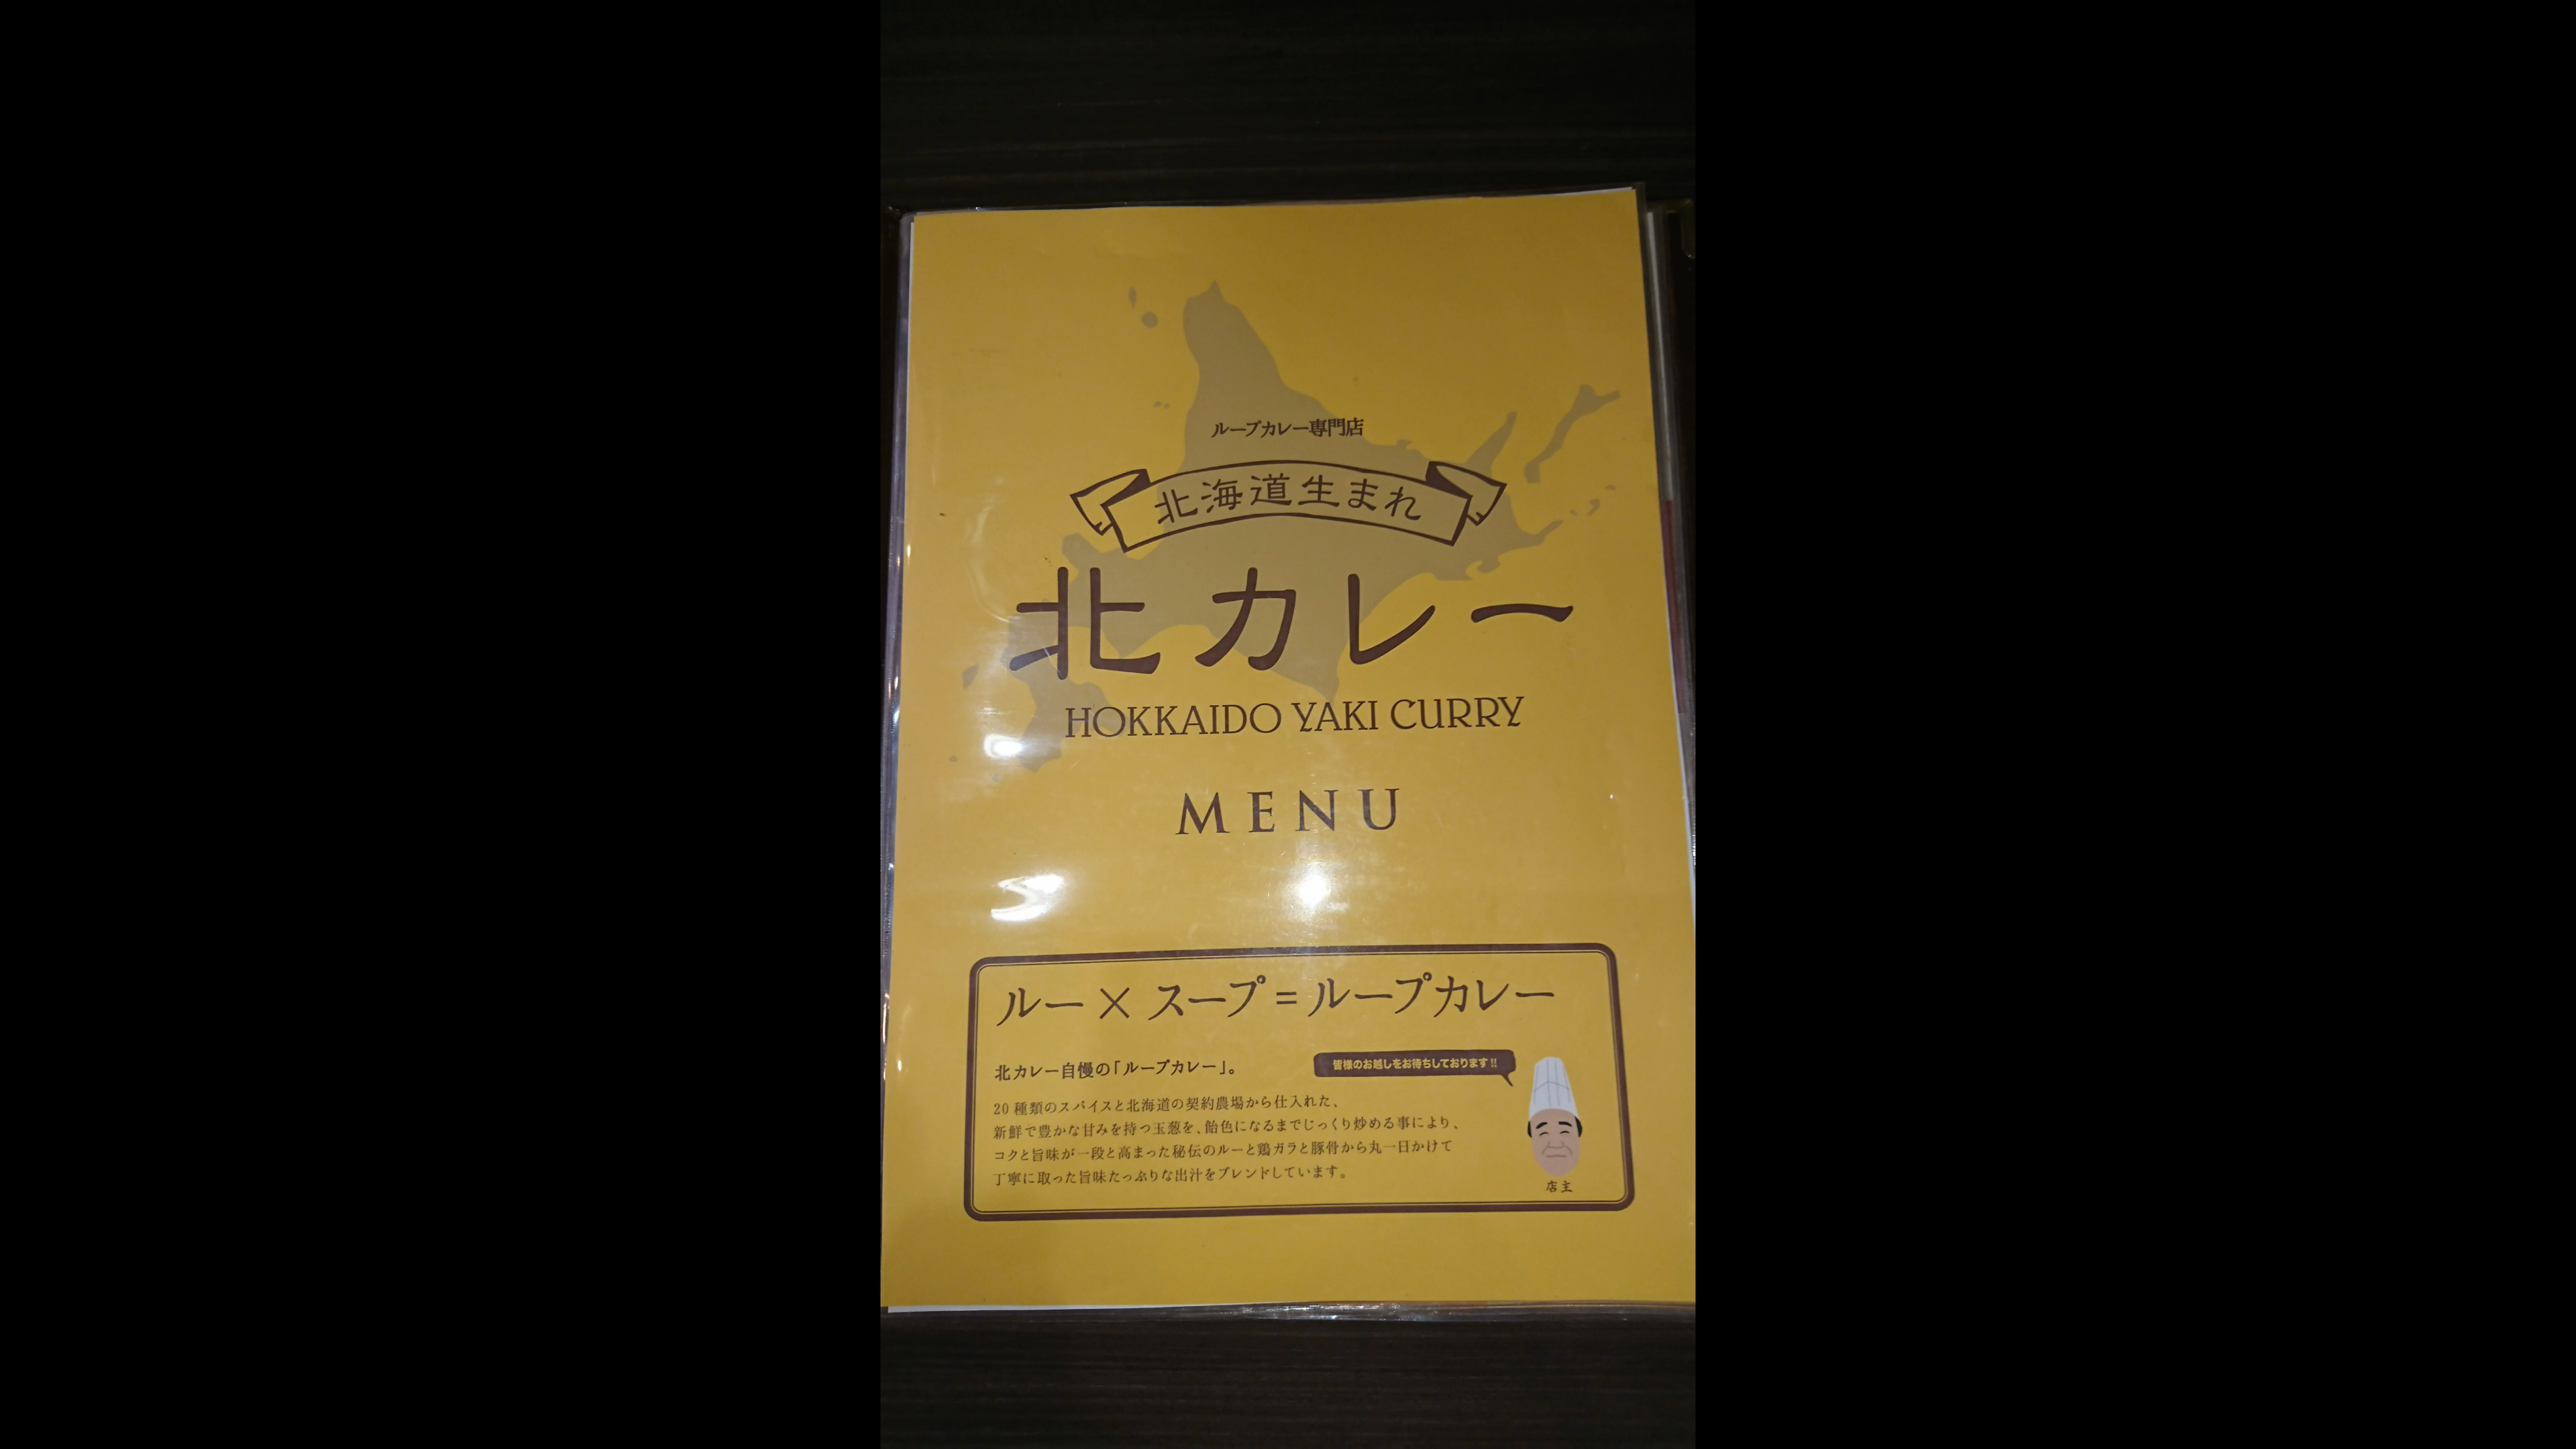 ループカレー専門店
北海道生まれ
北カレー
HOKKAIDO YAKI CURRY
MENU
ルー×スープ=ループカレー
北カレー自慢の「ループカレー」。
皆様のお越しをお待ちしております!!
20種類のスパイスと北海道の契約農場から仕入れた、
新鮮で豊かな甘みを持つ玉葱を、飴色になるまでじっくり炒める事により、
コクと旨味が一段と高まった秘伝のルーと鶏ガラと豚骨から丸一日かけて
丁寧に取った旨味たっぷりな出汁をブレンドしています。
店主